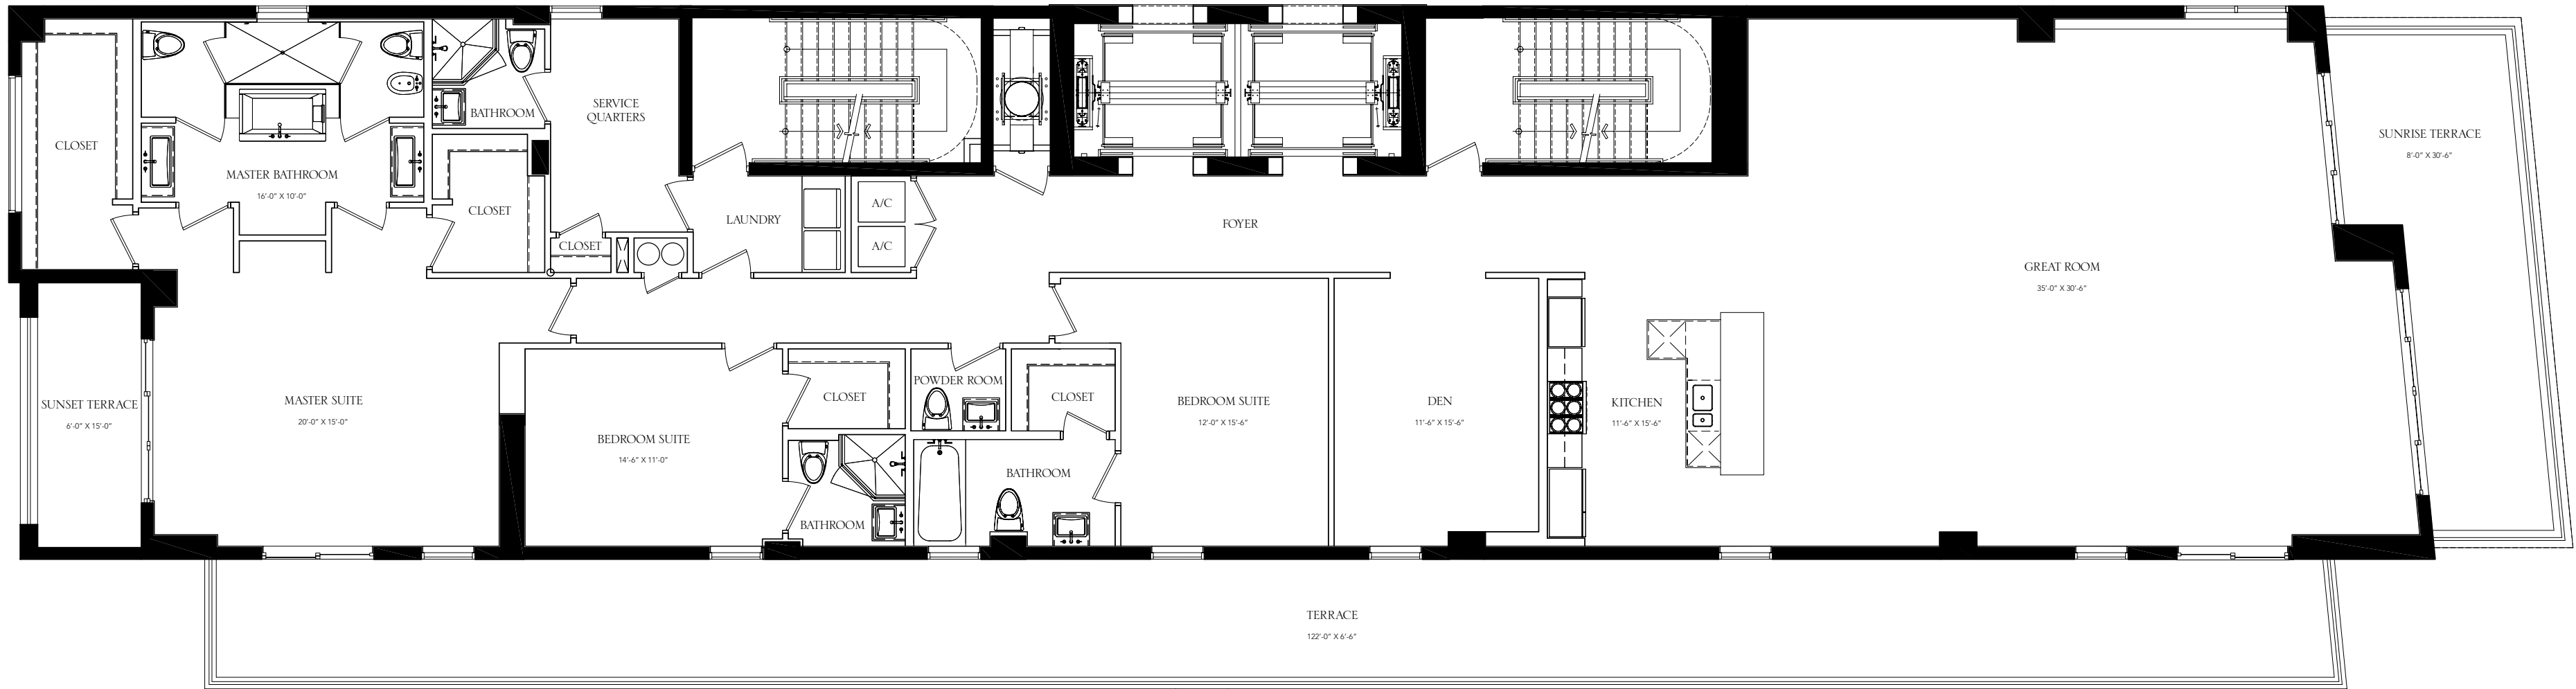 CLOSET
MASTER BATHROOM
16'-0" X 10'-0"
BATHROOM
SERVICE
QUARTERS
CLOSET
CLOSET
LAUNDRY
A/C
A/C
FOYER
GREAT ROOM
35'-0" X 30'-6"
SUNRISE TERRACE
8'-0" X 30'-6"
SUNSET TERRACE
6'-0" X 15'-0"
MASTER SUITE
20'-0" X 15'-0"
BEDROOM SUITE
14'-6" X 11'-0"
CLOSET
BATHROOM
POWDER ROOM
CLOSET
BATHROOM
BEDROOM SUITE
12'-0" X 15'-6"
DEN
11'-6" X 15'-6"
KITCHEN
11'-6" X 15'-6"
TERRACE
122'-0" X 6'-6"